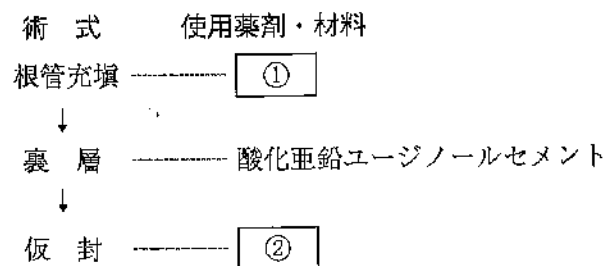 術 式 使用薬剤・材料
根管充塡 ①
↓
裏 層 酸化亜鉛ユージノールセメント
↓
仮 封 ②